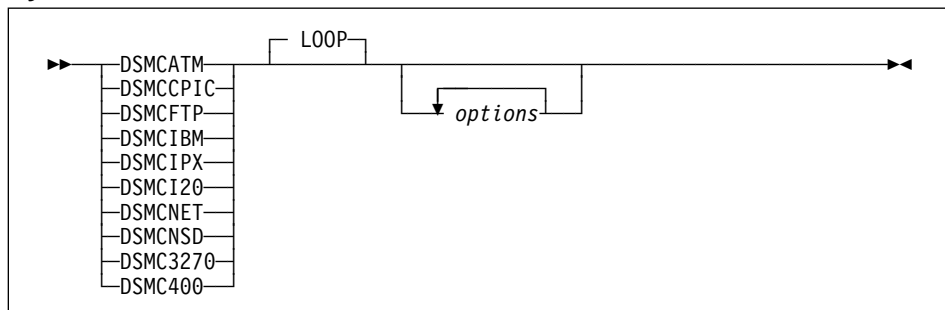 LOOP
DSMCATM
DSMCCPIC
DSMCFTP
options
DSMCIBM
DSMCIPX
DSMCI20
DSMCNET
DSMCNSD
DSMC3270
DSMC400